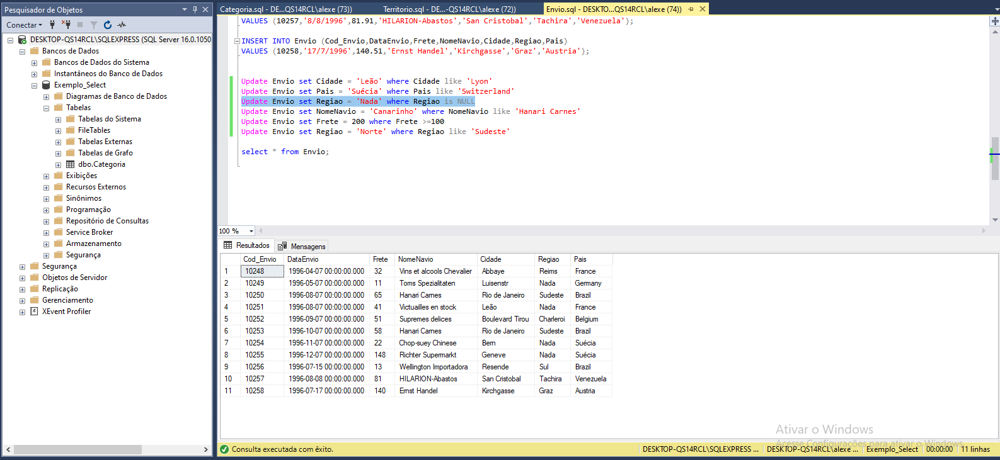 Pesquisador de Objetos
Conectar
DESKTOP-QS14RCL\SQLEXPRESS (SQL Server 16.0.1050
Bancos de Dados
Bancos de Dados do Sistema
Instantâneos do Banco de Dados
Exemplo_Select
Diagramas de Banco de Dados
Tabelas
Tabelas do Sistema
FileTables
Tabelas Externas
Tabelas de Grafo
dbo.Categoria
Exibições
Recursos Externos
Sinônimos
Programação
Repositório de Consultas
Service Broker
Armazenamento
Segurança
Segurança
Objetos de Servidor
Replicação
Gerenciamento
XEvent Profiler
Categoria.sql - DE...QS14RCL\alexe (73))
Territorio.sql - DE...-QS14RCL\alexe (72))
Envio.sql - DESKTO...QS14RCL\alexe (74))
VALUES (10257,'8/8/1996',81.91,'HILARION-Abastos','San Cristobal','Tachira','Venezuela');
INSERT INTO Envio (Cod_Envio,DataEnvio,Frete,NomeNavio,Cidade,Regiao,Pais)
VALUES (10258,'17/7/1996',140.51,'Ernst Handel','Kirchgasse','Graz','Austria');
Update Envio set Cidade = 'Leão' where Cidade like 'Lyon'
Update Envio set Pais = 'Suécia' where Pais like 'Switzerland'
Update Envio set Regiao = 'Nada' where Regiao is NULL
Update Envio set NomeNavio = 'Canarinho' where NomeNavio like 'Hanari Carnes'
Update Envio set Frete = 200 where Frete >=100
Update Envio set Regiao = 'Norte' where Regiao like 'Sudeste'
select * from Envio;
100 %
Resultados Mensagens
Cod_Envio DataEnvio Frete NomeNavio Cidade Regiao Pais
1 10248 1996-04-07 00:00:00.000 32 Vins et alcools Chevalier Abbaye Reims France
2 10249 1996-05-07 00:00:00.000 11 Toms Spezialitaten Luisenstr Nada Germany
3 10250 1996-08-07 00:00:00.000 65 Hanari Carnes Rio de Janeiro Sudeste Brazil
4 10251 1996-08-07 00:00:00.000 41 Victuailles en stock Leão Nada France
5 10252 1996-09-07 00:00:00.000 51 Supremes delices Boulevard Tirou Charleroi Belgium
6 10253 1996-10-07 00:00:00.000 58 Hanari Carnes Rio de Janeiro Sudeste Brazil
7 10254 1996-11-07 00:00:00.000 22 Chop-suey Chinese Bern Nada Suécia
8 10255 1996-12-07 00:00:00.000 148 Richter Supermarkt Geneve Nada Suécia
9 10256 1996-07-15 00:00:00.000 13 Wellington Importadora Resende Sul Brazil
10 10257 1996-08-08 00:00:00.000 81 HILARION-Abastos San Cristobal Tachira Venezuela
11 10258 1996-07-17 00:00:00.000 140 Ernst Handel Kirchgasse Graz Austria
Ativar o Windows
Acesse Configurações para ativar o Windows.
Consulta executada com êxito.
DESKTOP-QS14RCL\SQLEXPRESS ... DESKTOP-QS14RCL\alexe ... Exemplo_Select 00:00:00 11 linhas